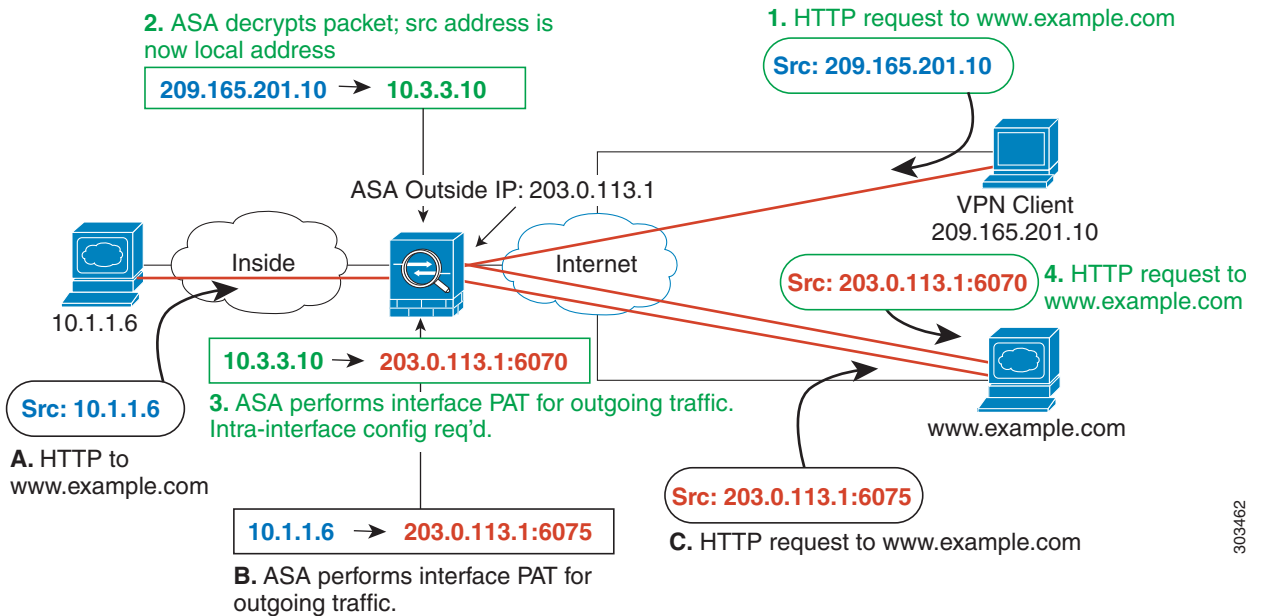 2. ASA decrypts packet; src address is
now local address
209.165.201.10 → 10.3.3.10
1. HTTP request to www.example.com
Src: 209.165.201.10
ASA Outside IP: 203.0.113.1
VPN Client
209.165.201.10
Inside
Internet
10.1.1.6
Src: 203.0.113.1:6070
4. HTTP request to
www.example.com
10.3.3.10 → 203.0.113.1:6070
3. ASA performs interface PAT for outgoing traffic.
Intra-interface config req'd.
Src: 10.1.1.6
A. HTTP to
www.example.com
www.example.com
Src: 203.0.113.1:6075
C. HTTP request to www.example.com
10.1.1.6 → 203.0.113.1:6075
B. ASA performs interface PAT for
outgoing traffic.
303462